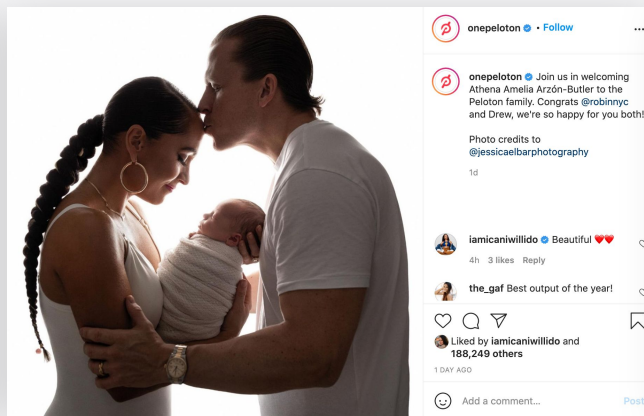 onepeloton • Follow
onepeloton Join us in welcoming
Athena Amelia Arzón-Butler to the
Peloton family. Congrats @robinnyc
and Drew, we're so happy for you both!
Photo credits to
@jessicaelbarphotography
1d
iamicaniwillido Beautiful ❤️❤️
4h 3 likes Reply
the_gaf Best output of the year!
Liked by iamicaniwillido and
188,249 others
1 DAY AGO
Add a comment...
Post